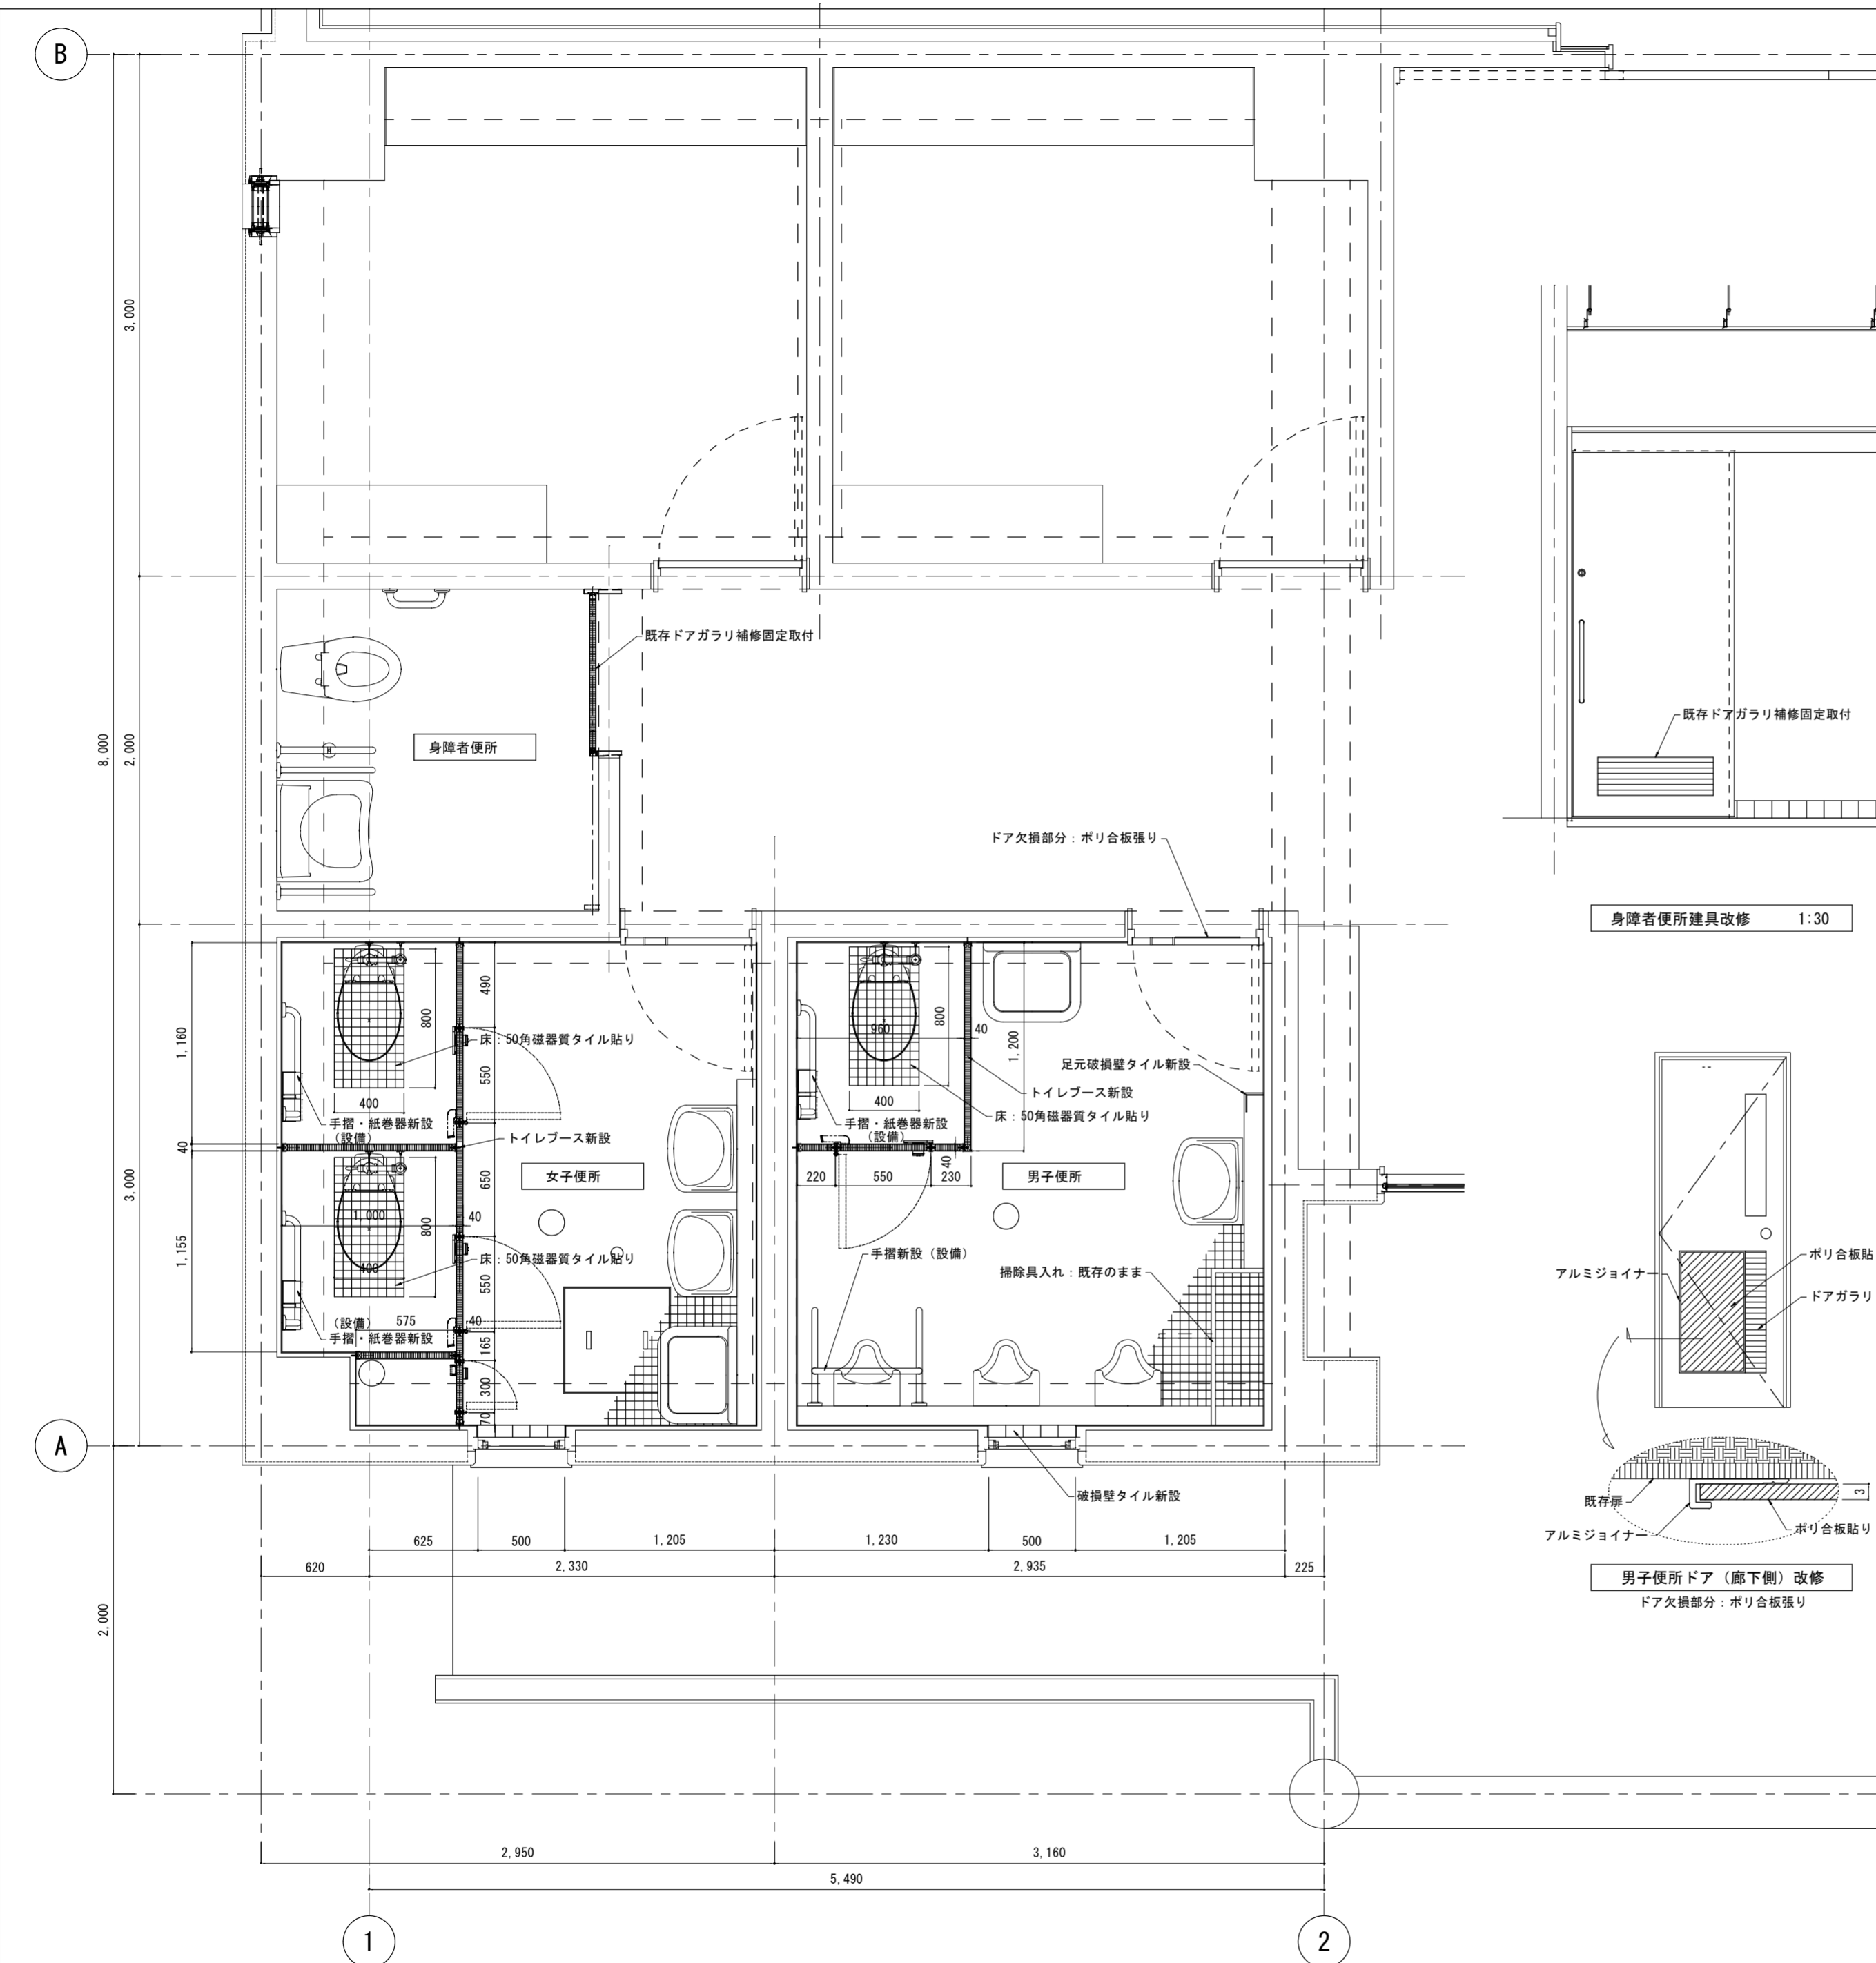 B
3,000
既存ドアガラリ補修固定取付
8,000
2,000
身障者便所
既存ドアガラリ補修固定取付
ドア欠損部分：ポリ合板張り
身障者便所建具改修 1:30
490
800
1,160
床：50角磁器質タイル貼り
550
400
手摺・紙巻器新設
（設備）
40
トイレブース新設
650
女子便所
1,000
40
800
1,155
床：50角磁器質タイル貼り
400
550
（設備）
575
40
手摺・紙巻器新設
165
300
70
3,000
960
800
40
1,200
足元破損壁タイル新設
トイレブース新設
400
床：50角磁器質タイル貼り
手摺・紙巻器新設
（設備）
40
220
550
230
男子便所
手摺新設（設備）
掃除具入れ：既存のまま
アルミジョイナー
ポリ合板貼
ドアガラリ
A
破損壁タイル新設
既存扉
3
アルミジョイナー
ポリ合板貼り
625
500
1,205
1,230
500
1,205
620
2,330
2,935
225
男子便所ドア（廊下側）改修
ドア欠損部分：ポリ合板張り
2,000
2,950
3,160
5,490
1
2